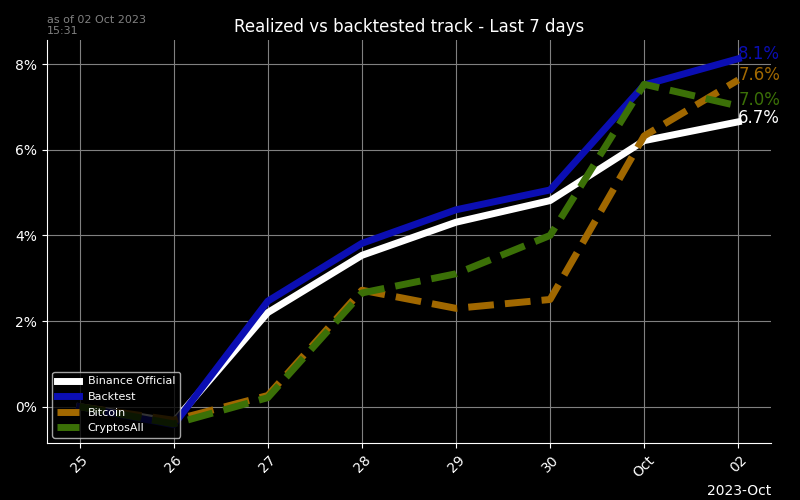 as of 02 Oct 2023
15:31
Realized vs backtested track - Last 7 days
8%
6%
4%
2%
0%
8.1%
7.6%
7.0%
6.7%
Binance Official
Backtest
Bitcoin
CryptosAll
25
26
27
28
29
30
Oct
02
2023-Oct